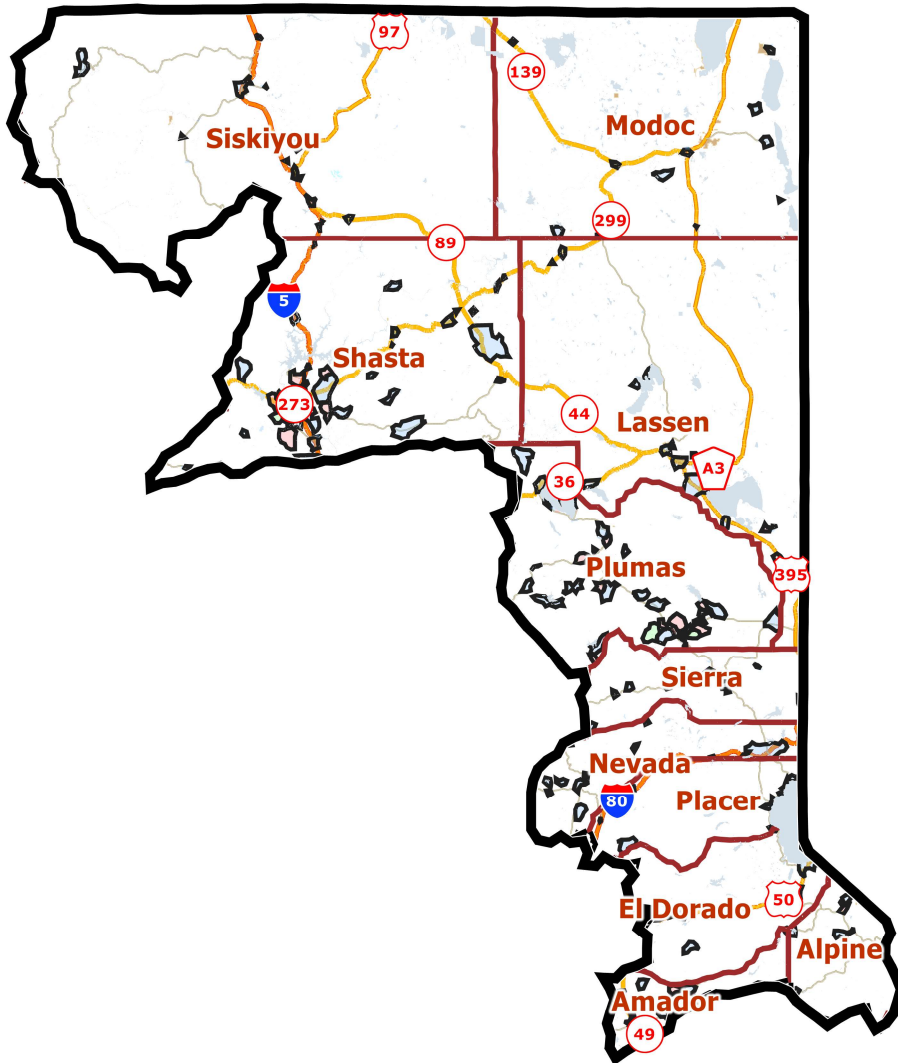 97
139
Siskiyou
Modoc
299
89
5
Shasta
273
44
Lassen
A3
36
Plumas
395
Sierra
Nevada
80
Placer
50
El Dorado
Alpine
Amador
49